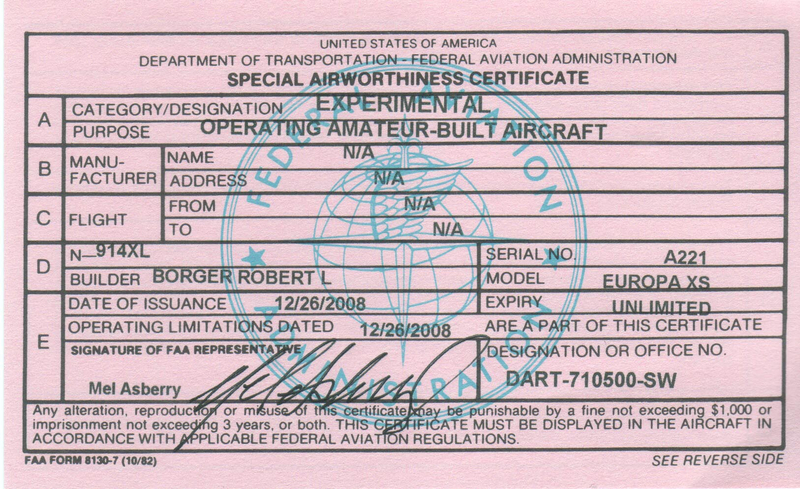 UNITED STATES OF AMERICA
DEPARTMENT OF TRANSPORTATION - FEDERAL AVIATION ADMINISTRATION
SPECIAL AIRWORTHINESS CERTIFICATE
A CATEGORY/DESIGNATION EXPERIMENTAL
PURPOSE OPERATING AMATEUR-BUILT AIRCRAFT
B MANU-FACTURER NAME N/A
ADDRESS N/A
C FLIGHT FROM N/A
TO N/A
D N—914XL SERIAL NO. A221
BUILDER BORGER ROBERT L MODEL EUROPA XS
E DATE OF ISSUANCE 12/26/2008 EXPIRY UNLIMITED
OPERATING LIMITATIONS DATED 12/26/2008 ARE A PART OF THIS CERTIFICATE
SIGNATURE OF FAA REPRESENTATIVE DESIGNATION OR OFFICE NO.
Mel Asberry Mel Asberry DART-710500-SW
Any alteration, reproduction or misuse of this certificate may be punishable by a fine not exceeding $1,000 or
imprisonment not exceeding 3 years, or both. THIS CERTIFICATE MUST BE DISPLAYED IN THE AIRCRAFT IN
ACCORDANCE WITH APPLICABLE FEDERAL AVIATION REGULATIONS.
FAA FORM 8130-7 (10/82) SEE REVERSE SIDE
FEDERAL AVIATION ADMINISTRATION